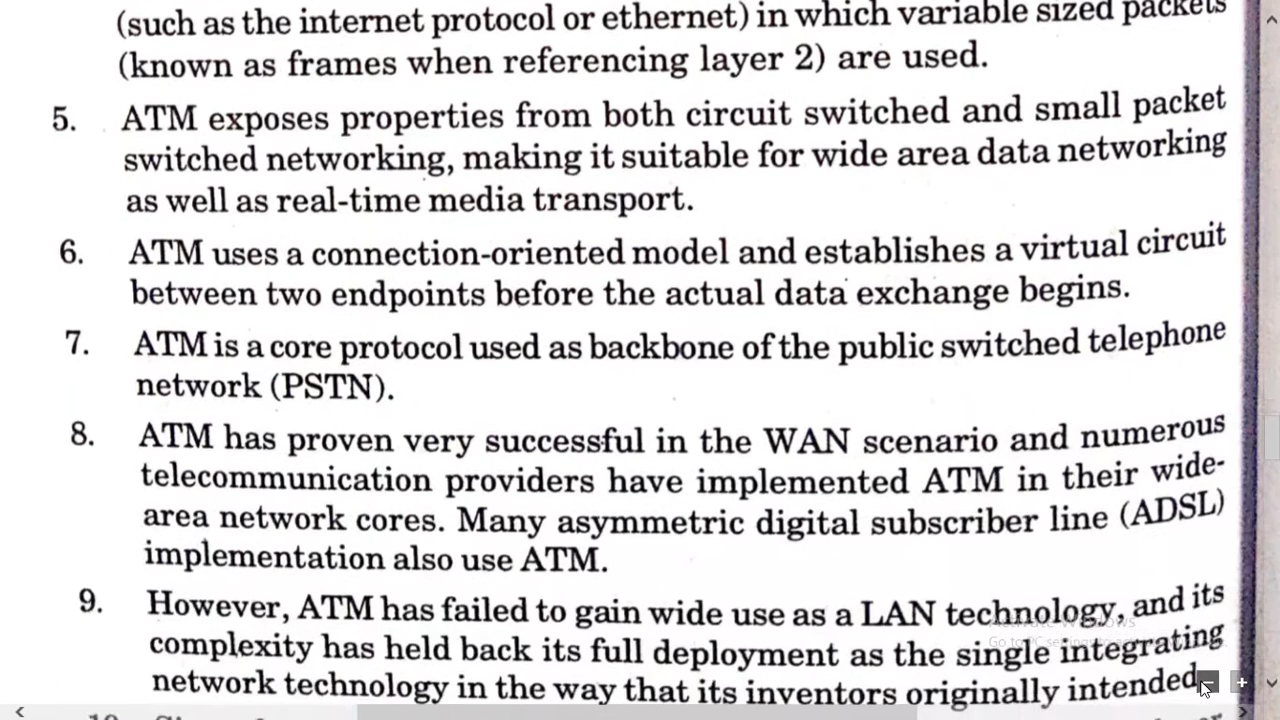 (such as the internet protocol or ethernet) in which variable sized packets
(known as frames when referencing layer 2) are used.
5. ATM exposes properties from both circuit switched and small packet
switched networking, making it suitable for wide area data networking
as well as real-time media transport.
6. ATM uses a connection-oriented model and establishes a virtual circuit
between two endpoints before the actual data exchange begins.
7. ATM is a core protocol used as backbone of the public switched telephone
network (PSTN).
8. ATM has proven very successful in the WAN scenario and numerous
telecommunication providers have implemented ATM in their wide-
area network cores. Many asymmetric digital subscriber line (ADSL)
implementation also use ATM.
9. However, ATM has failed to gain wide use as a LAN technology, and its
complexity has held back its full deployment as the single integrating
network technology in the way that its inventors originally intended.